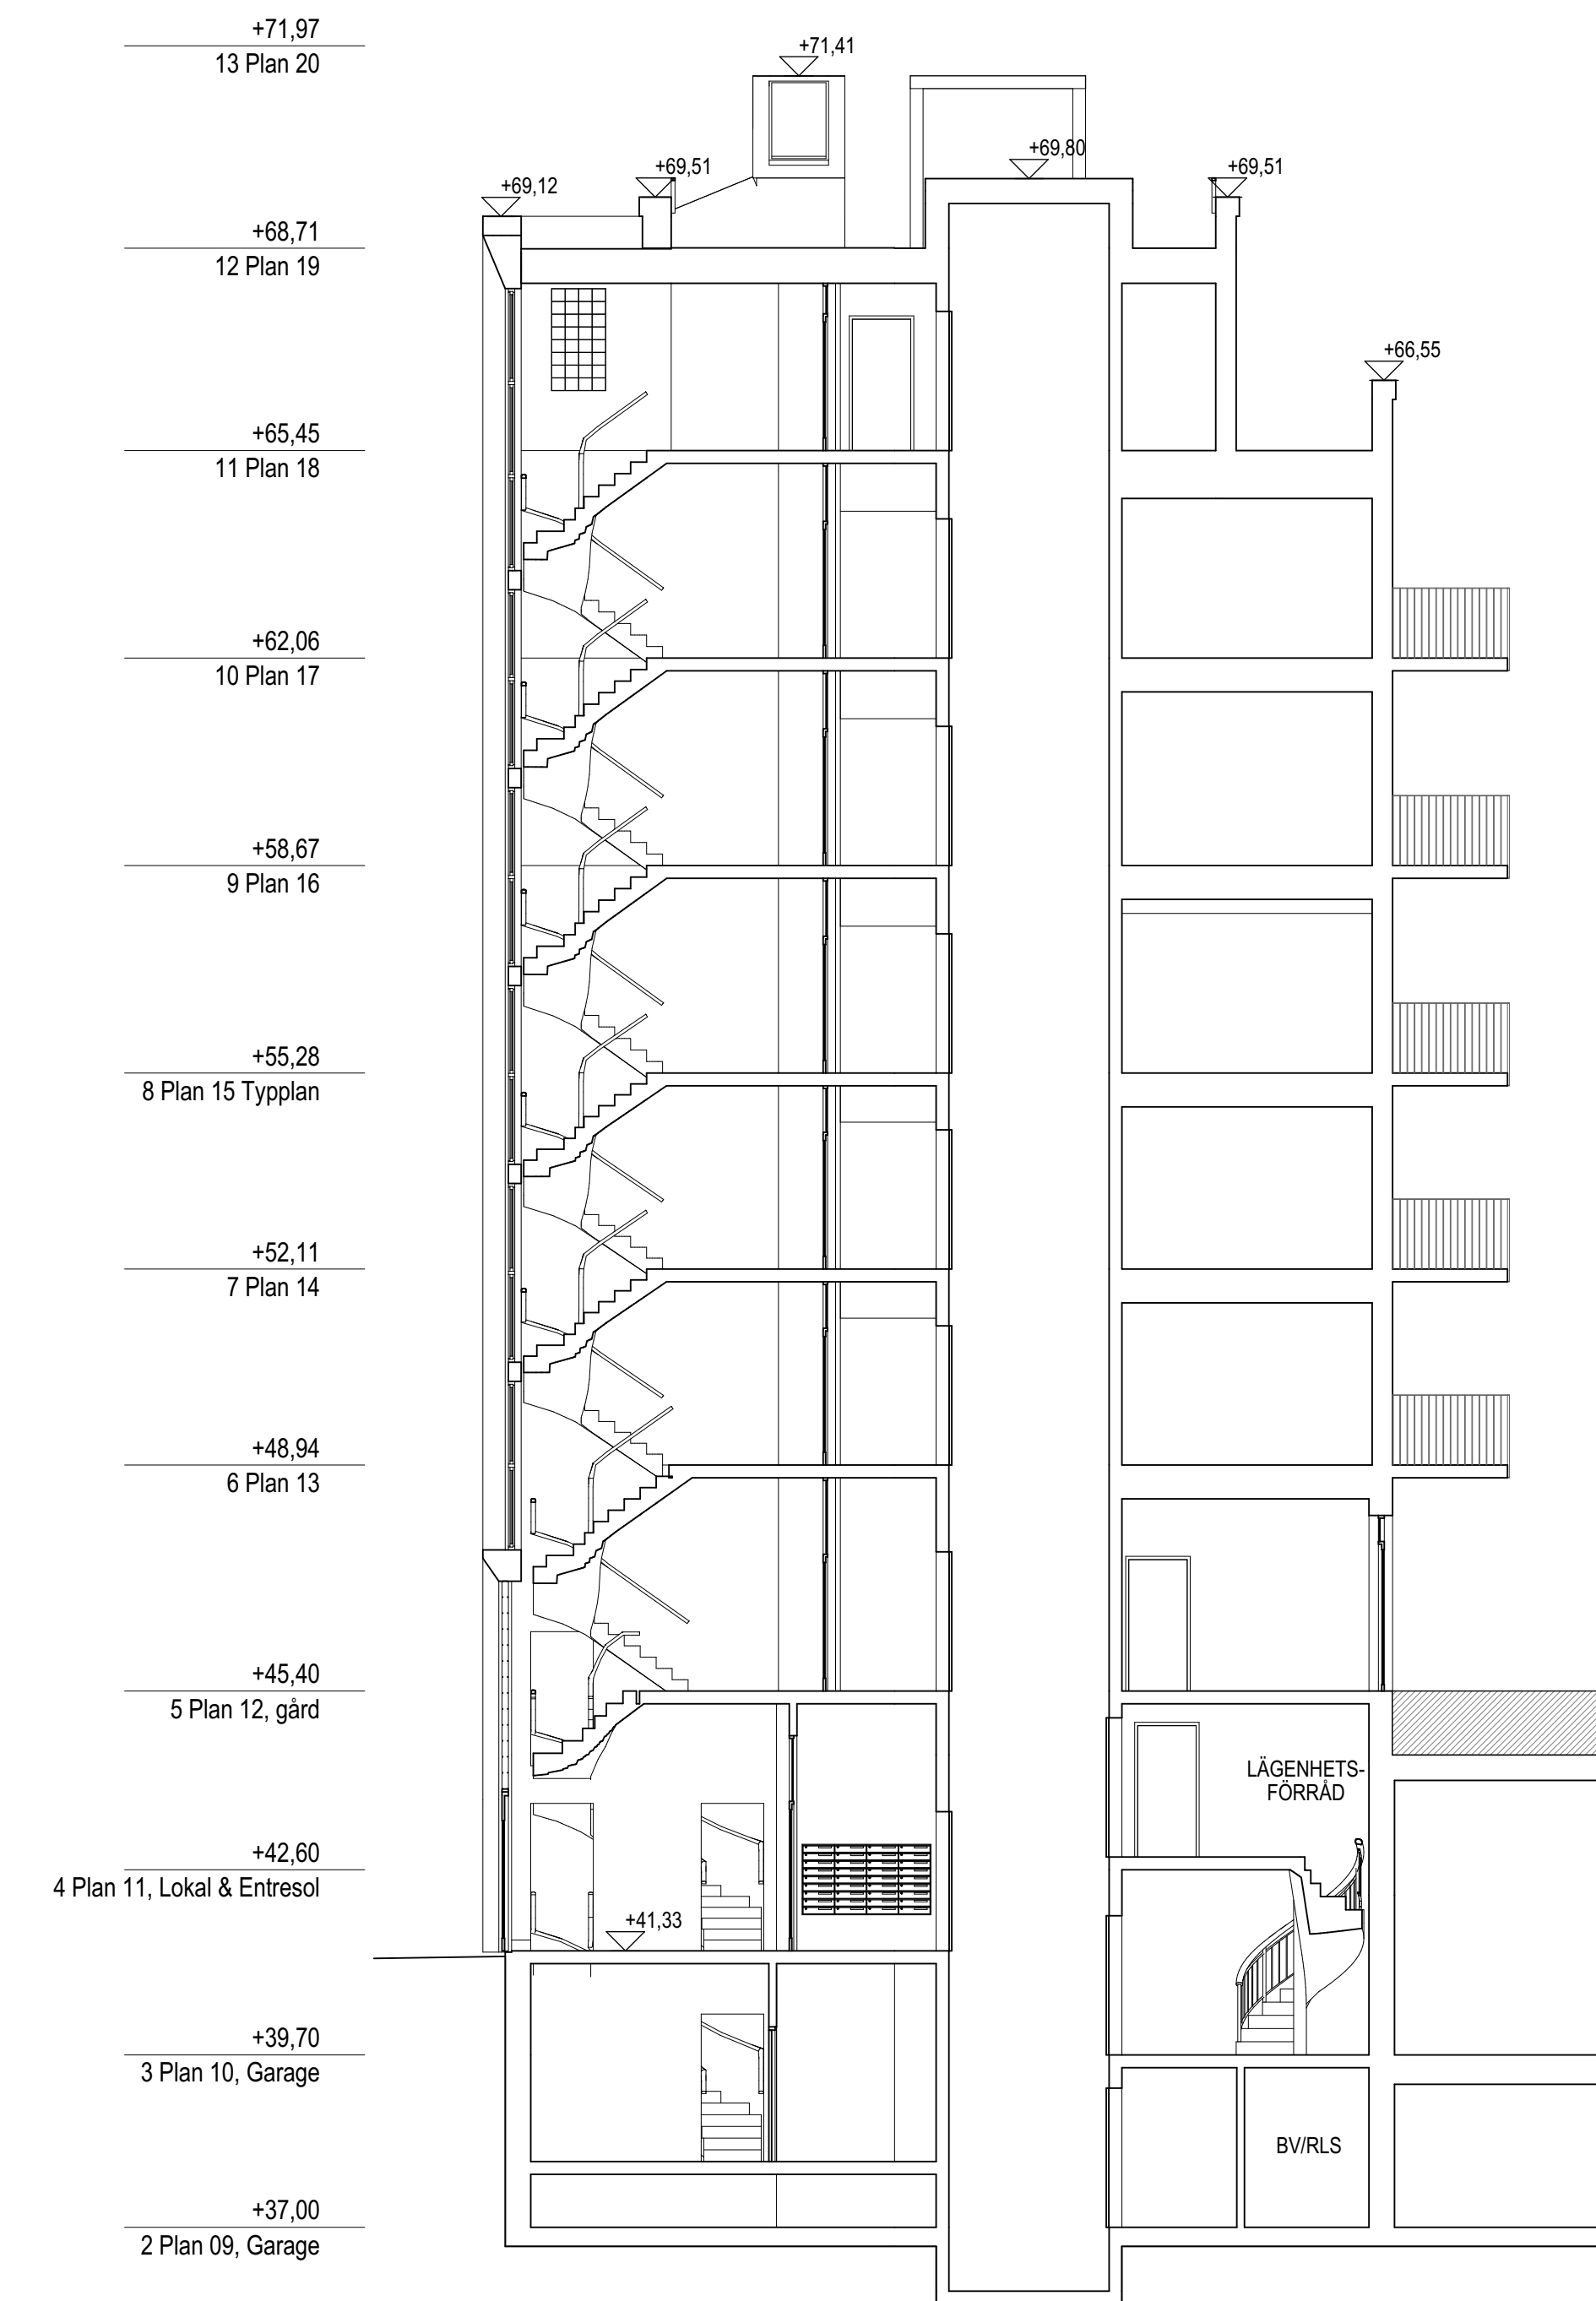 +71,97
13 Plan 20
+71,41
+69,80
+69,51
+69,51
+69,12
+68,71
12 Plan 19
+66,55
+65,45
11 Plan 18
+62,06
10 Plan 17
+58,67
9 Plan 16
+55,28
8 Plan 15 Typplan
+52,11
7 Plan 14
+48,94
6 Plan 13
+45,40
5 Plan 12, gård
LÄGENHETS-
FÖRRÅD
+42,60
4 Plan 11, Lokal & Entresol
+41,33
+39,70
3 Plan 10, Garage
BV/RLS
+37,00
2 Plan 09, Garage